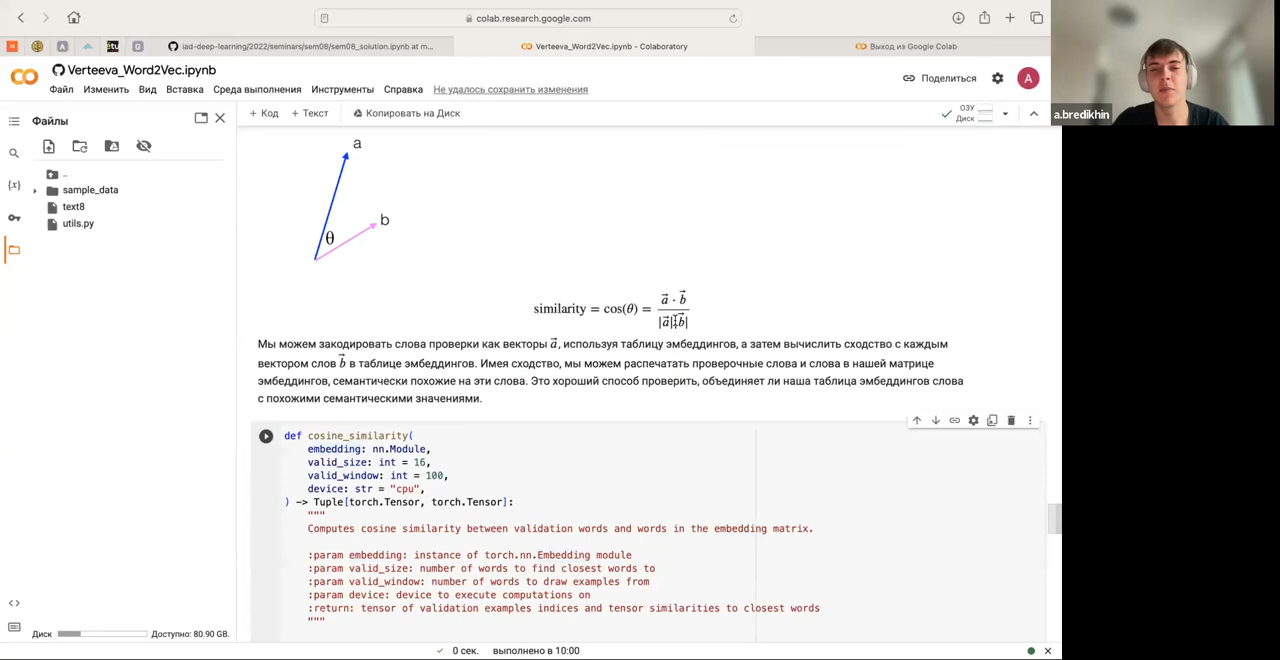 colab.research.google.com
iad-deep-learning/2022/seminars/sem08/sem08_solution.ipynb at m...
Verteeva_Word2Vec.ipynb - Colaboratory
Выход из Google Colab
Verteeva_Word2Vec.ipynb
Файл Изменить Вид Вставка Среда выполнения Инструменты Справка Не удалось сохранить изменения
Поделиться
A
a.bredikhin
Файлы
+ Код + Текст Копировать на Диск
ОЗУ
Диск
..
sample_data
text8
utils.py
a
b
θ
similarity = cos(θ) = a⃗ · b⃗ / |a⃗||b⃗|
Мы можем закодировать слова проверки как векторы a⃗, используя таблицу эмбеддингов, а затем вычислить сходство с каждым
вектором слов b⃗ в таблице эмбеддингов. Имея сходство, мы можем распечатать проверочные слова и слова в нашей матрице
эмбеддингов, семантически похожие на эти слова. Это хороший способ проверить, объединяет ли наша таблица эмбеддингов слова
с похожими семантическими значениями.
def cosine_similarity(
embedding: nn.Module,
valid_size: int = 16,
valid_window: int = 100,
device: str = "cpu",
) -> Tuple[torch.Tensor, torch.Tensor]:
"""
Computes cosine similarity between validation words and words in the embedding matrix.
:param embedding: instance of torch.nn.Embedding module
:param valid_size: number of words to find closest words to
:param valid_window: number of words to draw examples from
:param device: device to execute computations on
:return: tensor of validation examples indices and tensor similarities to closest words
"""
Диск Доступно: 80.90 GB.
0 сек. выполнено в 10:00